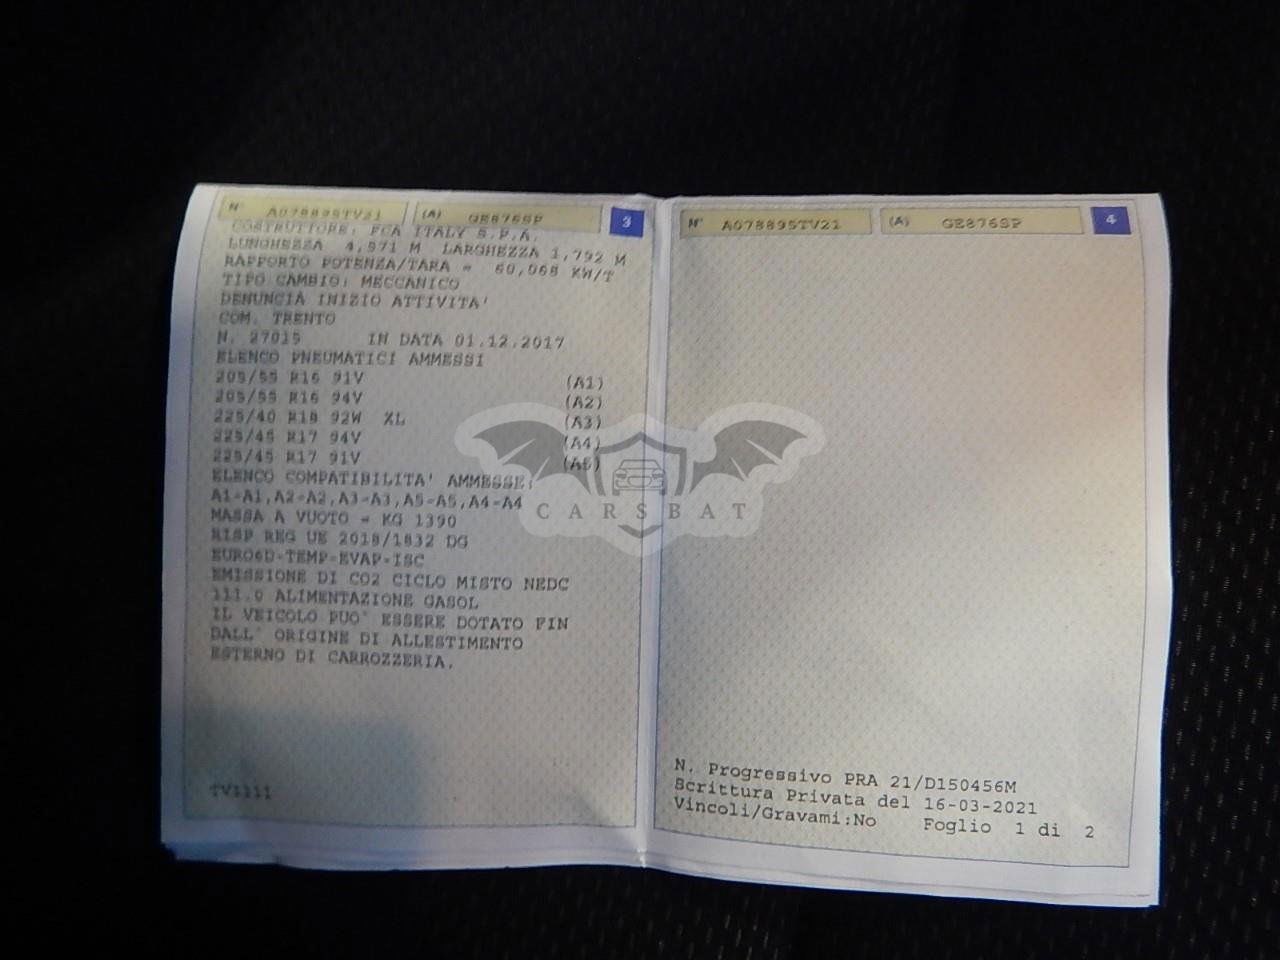 N° A078895TV21 (A) GE876SP 3
COSTRUTTORE: FCA ITALY S.P.A.
LUNGHEZZA 4,571 M LARGHEZZA 1,792 M
RAPPORTO POTENZA/TARA = 60,068 KW/T
TIPO CAMBIO: MECCANICO
DENUNCIA INIZIO ATTIVITA'
COM. TRENTO
N. 27015 IN DATA 01.12.2017
ELENCO PNEUMATICI AMMESSI
205/55 R16 91V (A1)
205/55 R16 94V (A2)
225/40 R18 92W XL (A3)
225/45 R17 94V (A4)
225/45 R17 91V (A5)
ELENCO COMPATIBILITA' AMMESSE:
A1-A1,A2-A2,A3-A3,A5-A5,A4-A4
MASSA A VUOTO = KG 1390
RISP REG UE 2018/1832 DG
EURO6D-TEMP-EVAP-ISC
EMISSIONE DI CO2 CICLO MISTO NEDC
111.0 ALIMENTAZIONE GASOL
IL VEICOLO PUO' ESSERE DOTATO FIN
DALL' ORIGINE DI ALLESTIMENTO
ESTERNO DI CARROZZERIA.
TV1111
N° A078895TV21 (A) GE876SP 4
N. Progressivo PRA 21/D150456M
Scrittura Privata del 16-03-2021
Vincoli/Gravami:No Foglio 1 di 2
CARSBAT